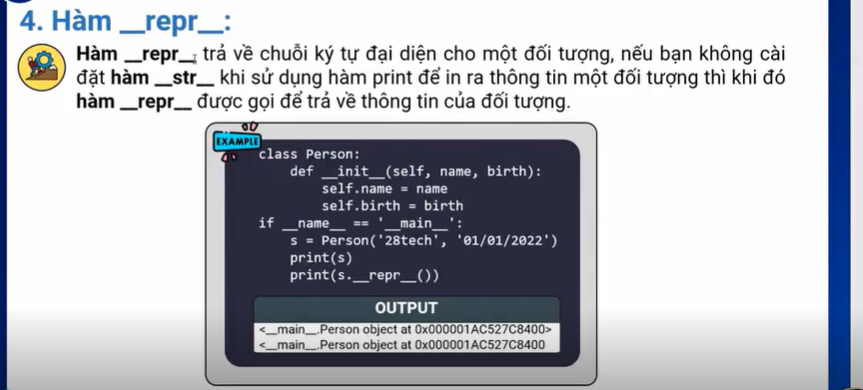 4. Hàm __repr__:
Hàm __repr__ trả về chuỗi ký tự đại diện cho một đối tượng, nếu bạn không cài
đặt hàm __str__ khi sử dụng hàm print để in ra thông tin một đối tượng thì khi đó
hàm __repr__ được gọi để trả về thông tin của đối tượng.
EXAMPLE
class Person:
    def __init__(self, name, birth):
        self.name = name
        self.birth = birth
if __name__ == '__main__':
    s = Person('28tech', '01/01/2022')
    print(s)
    print(s.__repr__())
OUTPUT
<__main__.Person object at 0x000001AC527C8400>
<__main__.Person object at 0x000001AC527C8400